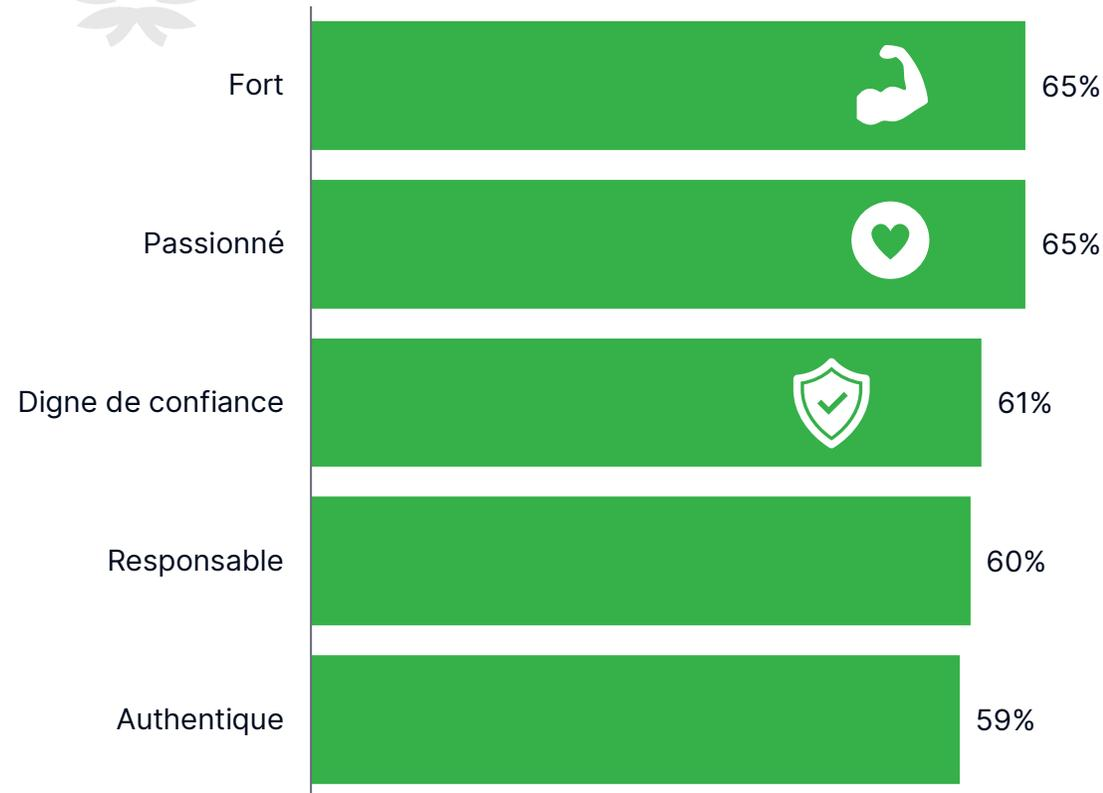 Fort 65%
Passionné 65%
Digne de confiance 61%
Responsable 60%
Authentique 59%